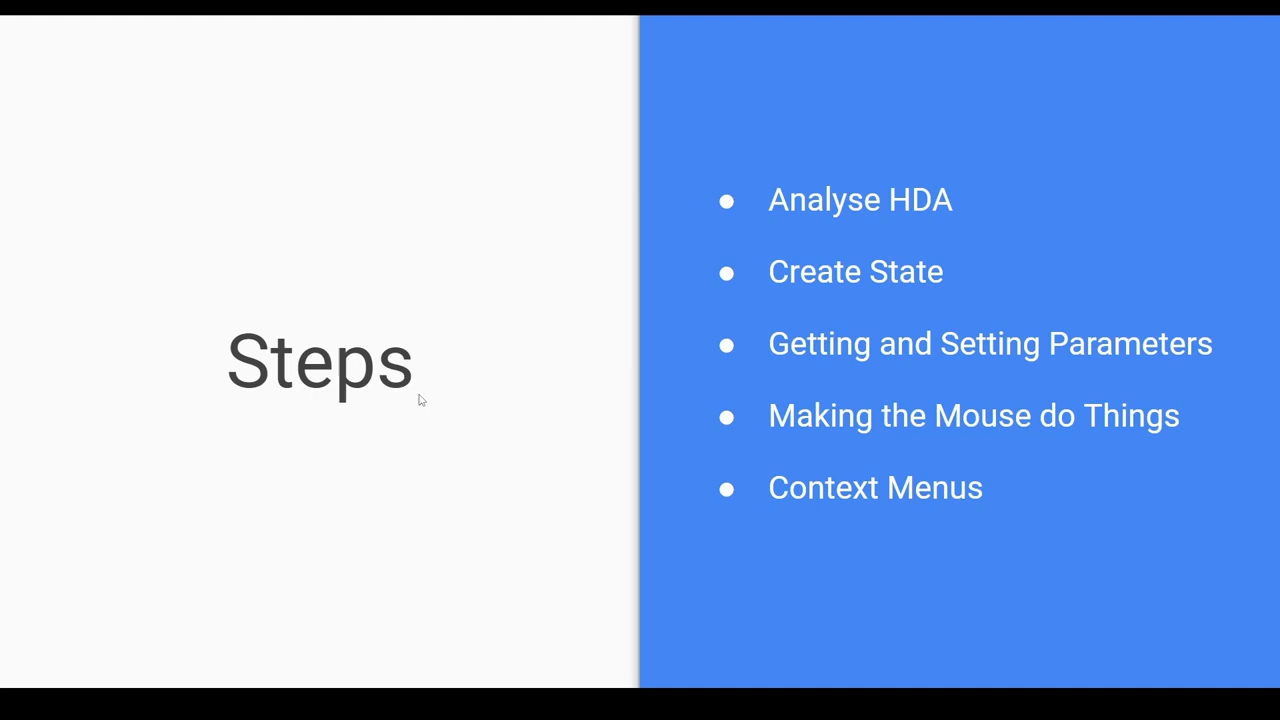 Steps
● Analyse HDA
● Create State
● Getting and Setting Parameters
● Making the Mouse do Things
● Context Menus